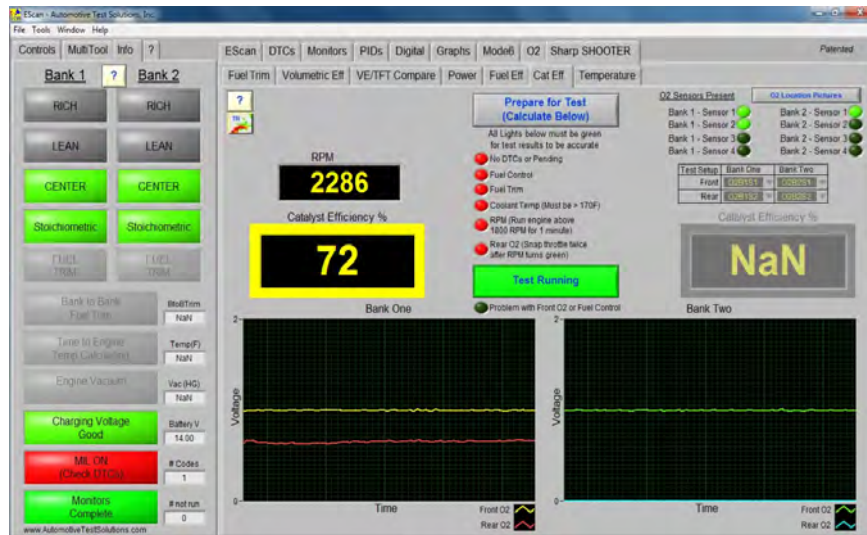 EScan - Automotive Test Solutions, Inc.
File Tools Window Help
Controls MultiTool Info ?
EScan DTCs Monitors PIDs Digital Graphs Mode6 O2 Sharp SHOOTER
Patented
Fuel Trim Volumetric Eff VE/TFT Compare Power Fuel Eff Cat Eff Temperature
Bank 1 ? Bank 2
RICH RICH
LEAN LEAN
CENTER CENTER
Stoichiometric Stoichiometric
FUEL TRIM FUEL TRIM
Bank to Bank
Fuel Trim
BtoBTrim
NaN
Time to Engine
Temp Calculated
Temp(F)
NaN
Engine Vacuum
Vac (HG)
NaN
Charging Voltage
Good
Battery V
14.00
MIL ON
(Check DTCs)
# Codes
1
Monitors
Complete
# not run
0
www.AutomotiveTestSolutions.com
?
RPM
2286
Catalyst Efficiency %
72
Prepare for Test
(Calculate Below)
All Lights below must be green
for test results to be accurate
No DTCs or Pending
Fuel Control
Fuel Trim
Coolant Temp (Must be > 170F)
RPM (Run engine above
1800 RPM for 1 minute)
Rear O2 (Snap throttle twice
after RPM turns green)
Test Running
Problem with Front O2 or Fuel Control
O2 Sensors Present
O2 Location Pictures
Bank 1 - Sensor 1 Bank 2 - Sensor 1
Bank 1 - Sensor 2 Bank 2 - Sensor 2
Bank 1 - Sensor 3 Bank 2 - Sensor 3
Bank 1 - Sensor 4 Bank 2 - Sensor 4
Test Setup Bank One Bank Two
Front O2B1S1 O2B2S1
Rear O2B1S2 O2B2S2
Catalyst Efficiency %
NaN
Bank One
2
Voltage
0
Time
Front O2
Rear O2
Bank Two
2
Voltage
0
Time
Front O2
Rear O2